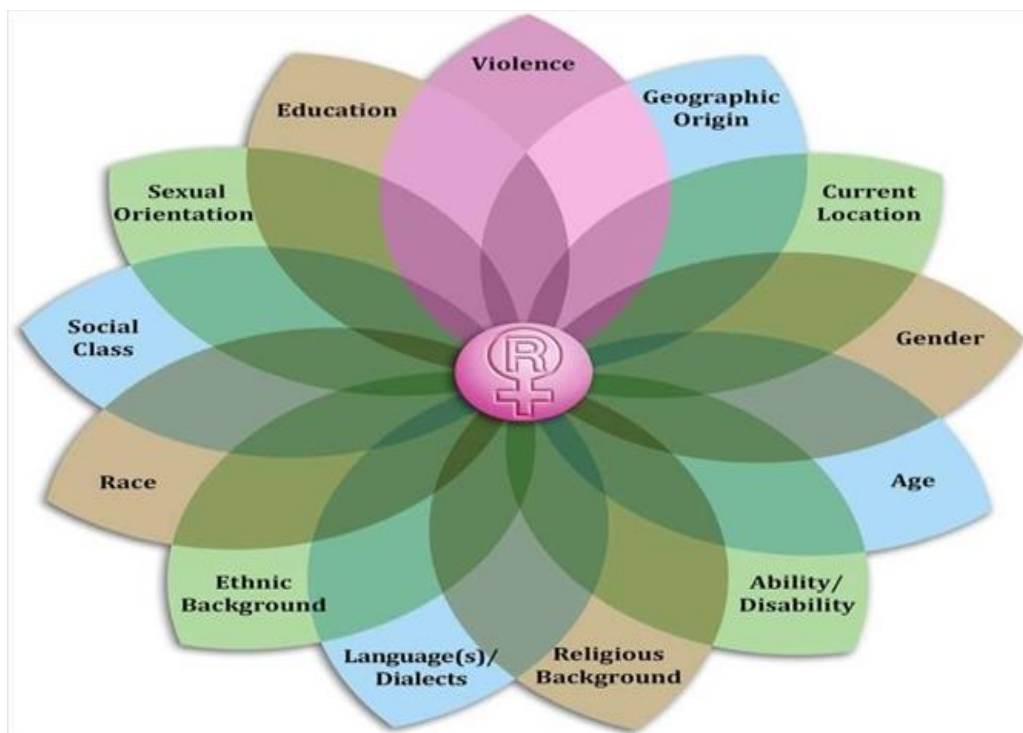 Violence
Geographic
Origin
Current
Location
Gender
Age
Ability/
Disability
Religious
Background
Language(s)/
Dialects
Ethnic
Background
Race
Social
Class
Sexual
Orientation
Education
R